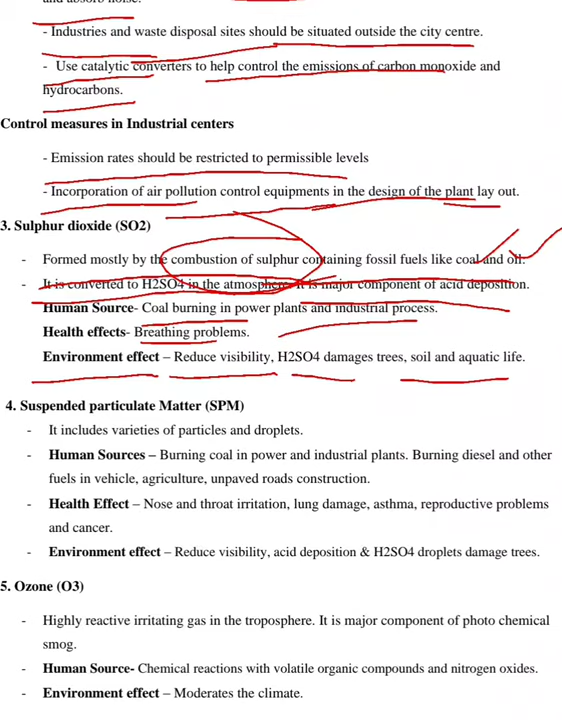 and absorb noise.
- Industries and waste disposal sites should be situated outside the city centre.
- Use catalytic converters to help control the emissions of carbon monoxide and
hydrocarbons.
Control measures in Industrial centers
- Emission rates should be restricted to permissible levels
- Incorporation of air pollution control equipments in the design of the plant lay out.
3. Sulphur dioxide (SO2)
- Formed mostly by the combustion of sulphur containing fossil fuels like coal and oil.
- It is converted to H2SO4 in the atmosphere. It is major component of acid deposition.
Human Source- Coal burning in power plants and industrial process.
Health effects- Breathing problems.
Environment effect – Reduce visibility, H2SO4 damages trees, soil and aquatic life.
4. Suspended particulate Matter (SPM)
- It includes varieties of particles and droplets.
- Human Sources – Burning coal in power and industrial plants. Burning diesel and other
fuels in vehicle, agriculture, unpaved roads construction.
- Health Effect – Nose and throat irritation, lung damage, asthma, reproductive problems
and cancer.
- Environment effect – Reduce visibility, acid deposition & H2SO4 droplets damage trees.
5. Ozone (O3)
- Highly reactive irritating gas in the troposphere. It is major component of photo chemical
smog.
- Human Source- Chemical reactions with volatile organic compounds and nitrogen oxides.
- Environment effect – Moderates the climate.